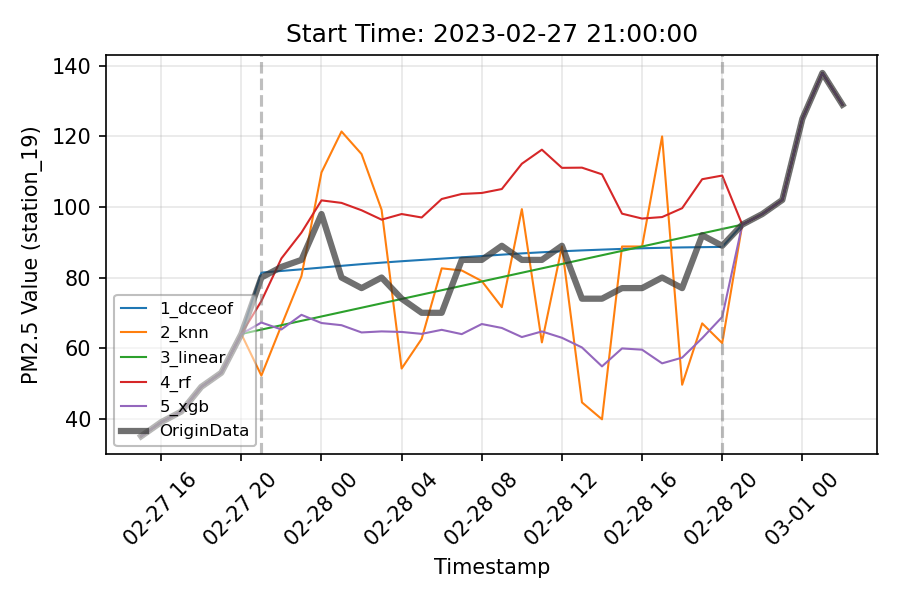 Start Time: 2023-02-27 21:00:00
PM2.5 Value (station_19)
140
120
100
80
60
40
1_dcceof
2_knn
3_linear
4_rf
5_xgb
OriginData
02-27 16
02-27 20
02-28 00
02-28 04
02-28 08
02-28 12
02-28 16
02-28 20
03-01 00
Timestamp